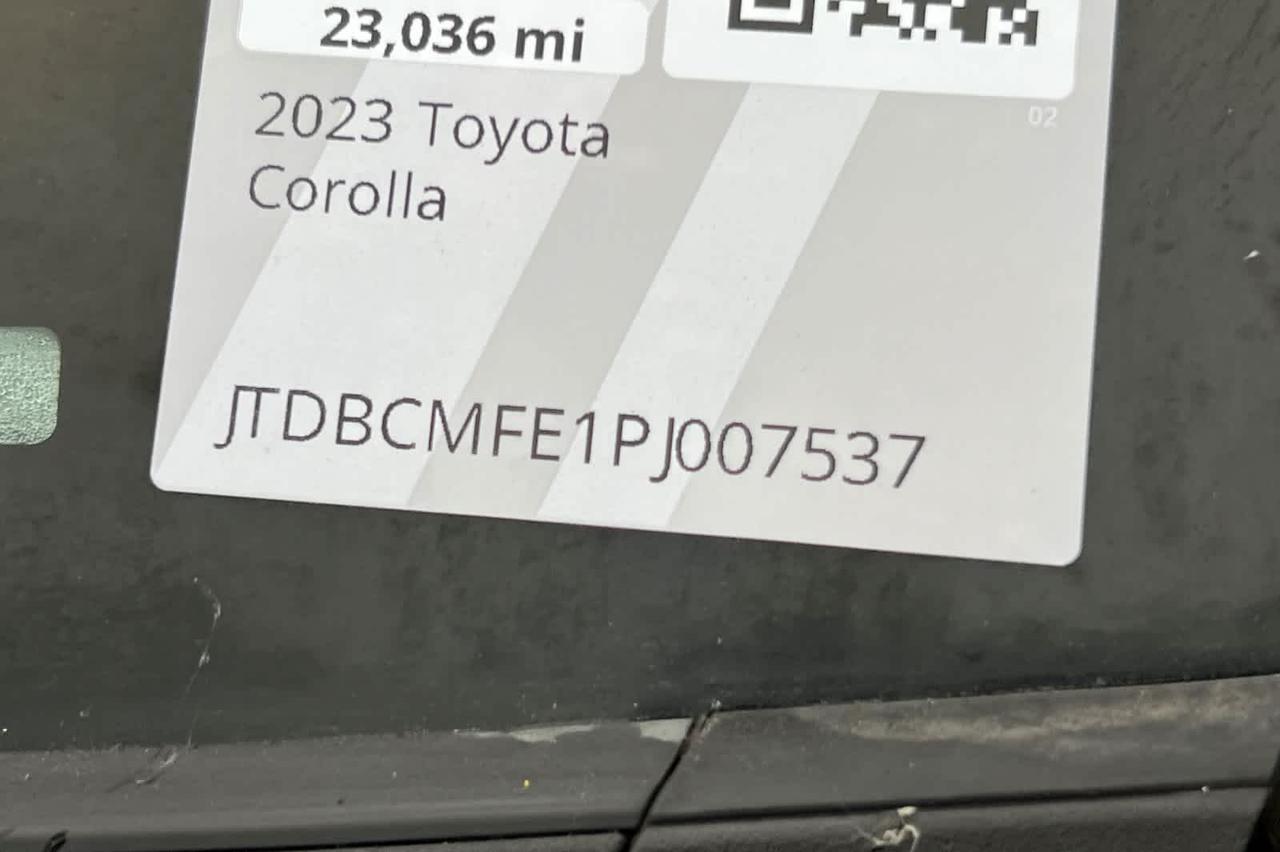 23,036 mi
02
2023 Toyota
Corolla
JTDBCMFE1PJ007537